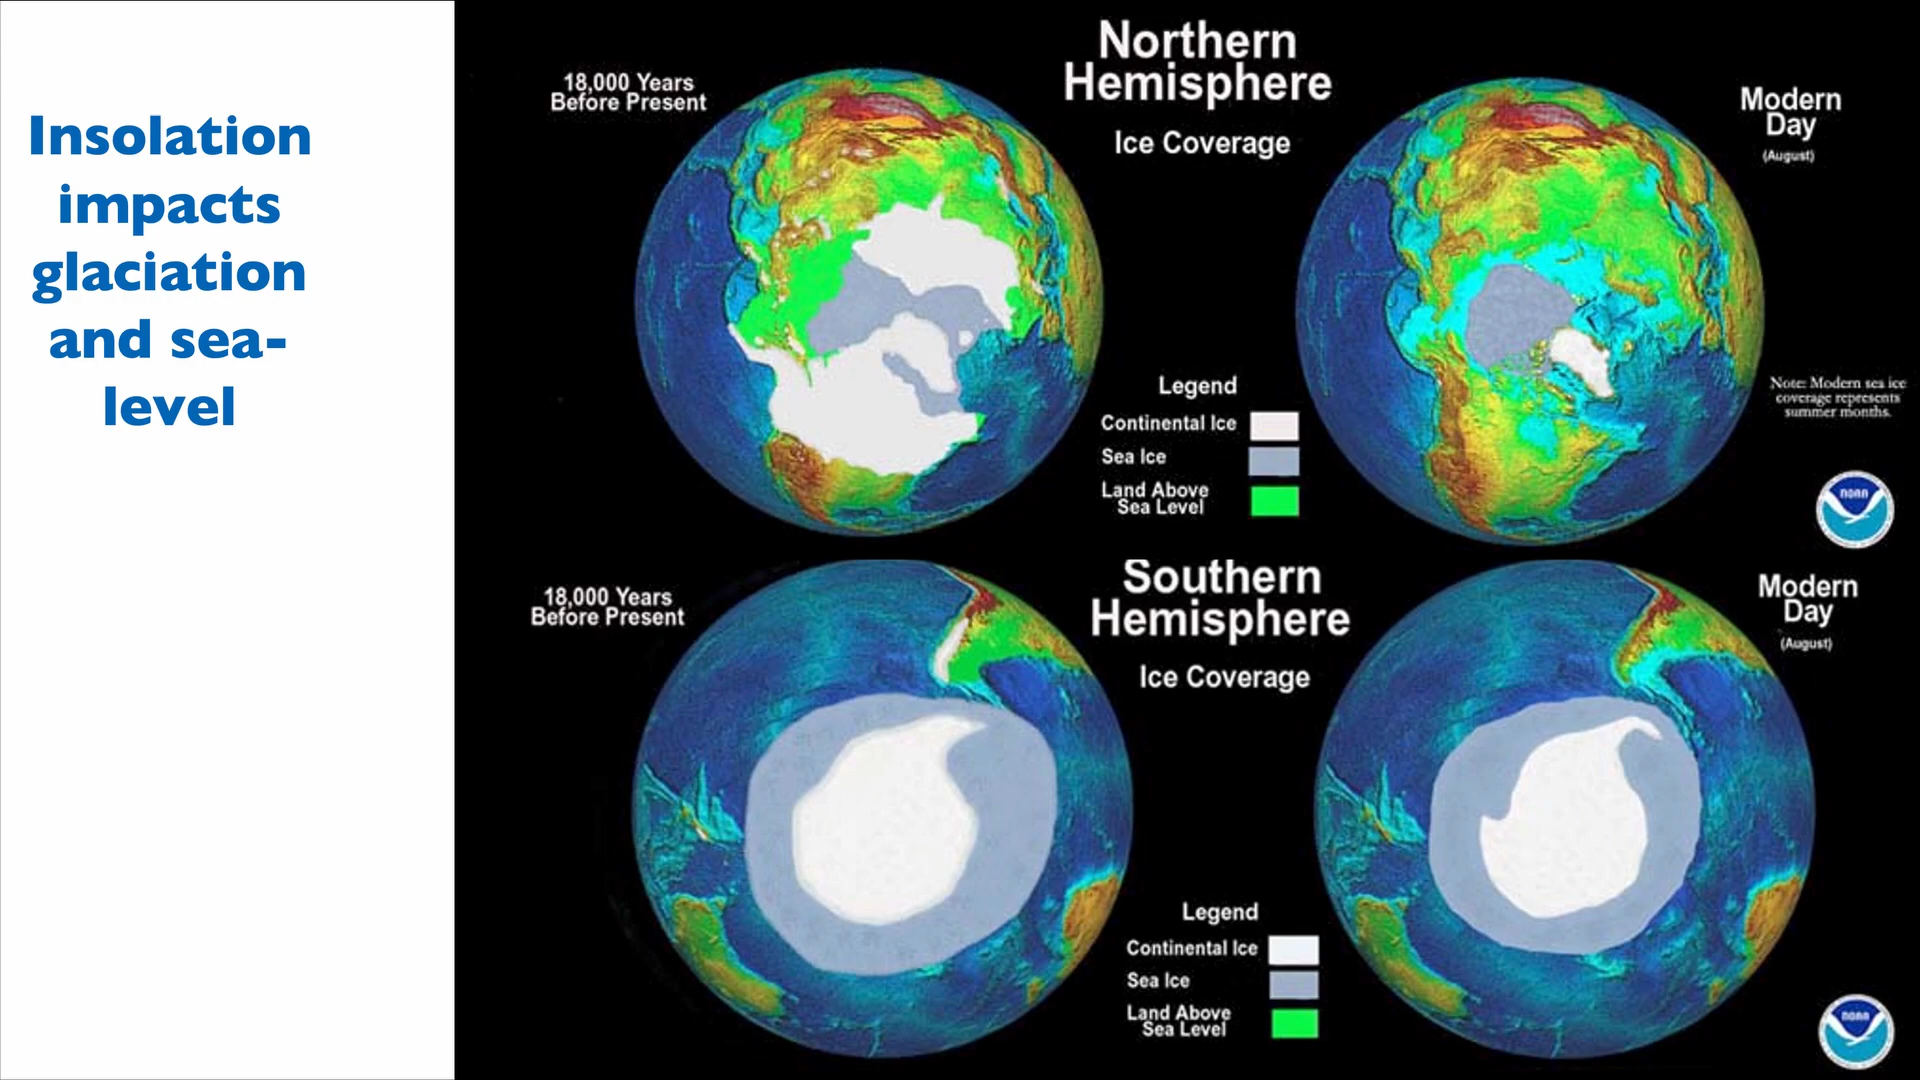 Insolation
impacts
glaciation
and sea-
level
Northern
Hemisphere
Ice Coverage
18,000 Years
Before Present
Modern
Day
(August)
Legend
Continental Ice
Sea Ice
Land Above
Sea Level
Note: Modern sea ice
coverage represents
summer months.
NOAA
Southern
Hemisphere
Ice Coverage
18,000 Years
Before Present
Modern
Day
(August)
Legend
Continental Ice
Sea Ice
Land Above
Sea Level
NOAA